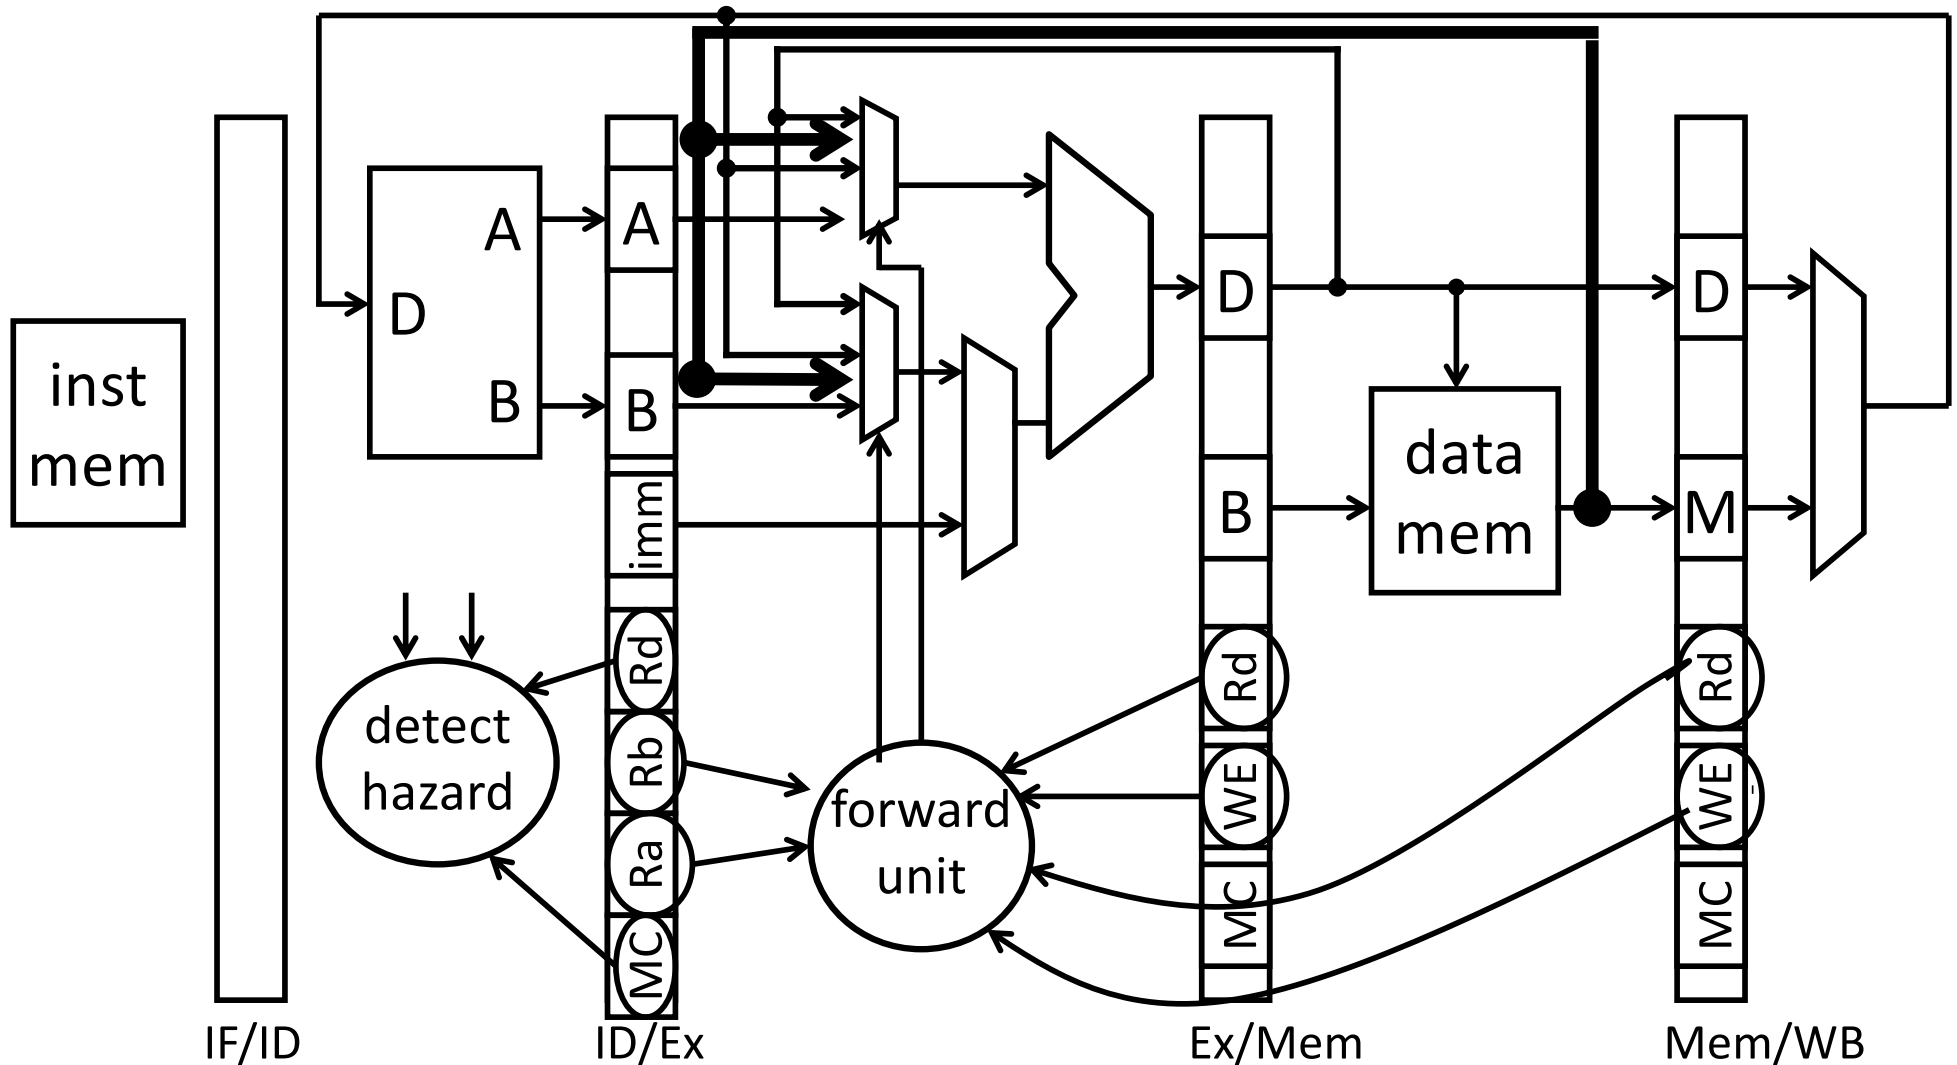 inst
mem
D
A
B
A
B
imm
Rd
Rb
Ra
MC
detect
hazard
forward
unit
D
B
Rd
WE
MC
data
mem
D
M
Rd
WE
MC
IF/ID
ID/Ex
Ex/Mem
Mem/WB